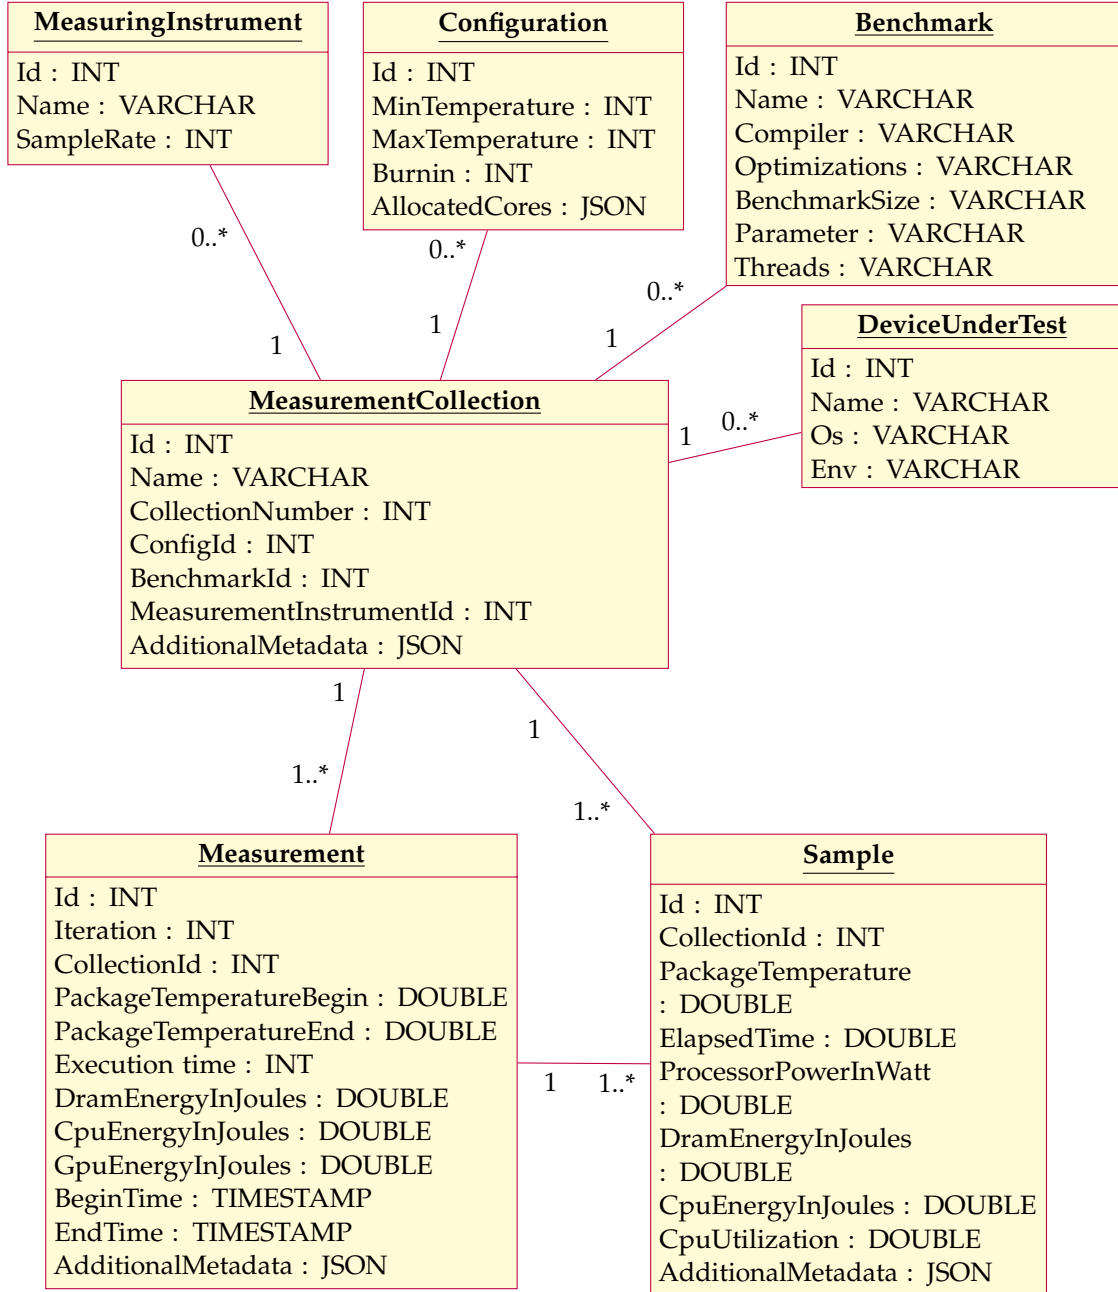 MeasuringInstrument
Id : INT
Name : VARCHAR
SampleRate : INT
Configuration
Id : INT
MinTemperature : INT
MaxTemperature : INT
Burnin : INT
AllocatedCores : JSON
Benchmark
Id : INT
Name : VARCHAR
Compiler : VARCHAR
Optimizations : VARCHAR
BenchmarkSize : VARCHAR
Parameter : VARCHAR
Threads : VARCHAR
0..*
0..*
0..*
1
1
1
DeviceUnderTest
Id : INT
Name : VARCHAR
Os : VARCHAR
Env : VARCHAR
1
0..*
MeasurementCollection
Id : INT
Name : VARCHAR
CollectionNumber : INT
ConfigId : INT
BenchmarkId : INT
MeasurementInstrumentId : INT
AdditionalMetadata : JSON
1
1
1..*
1..*
Measurement
Id : INT
Iteration : INT
CollectionId : INT
PackageTemperatureBegin : DOUBLE
PackageTemperatureEnd : DOUBLE
Execution time : INT
DramEnergyInJoules : DOUBLE
CpuEnergyInJoules : DOUBLE
GpuEnergyInJoules : DOUBLE
BeginTime : TIMESTAMP
EndTime : TIMESTAMP
AdditionalMetadata : JSON
1
1..*
Sample
Id : INT
CollectionId : INT
PackageTemperature
: DOUBLE
ElapsedTime : DOUBLE
ProcessorPowerInWatt
: DOUBLE
DramEnergyInJoules
: DOUBLE
CpuEnergyInJoules : DOUBLE
CpuUtilization : DOUBLE
AdditionalMetadata : JSON